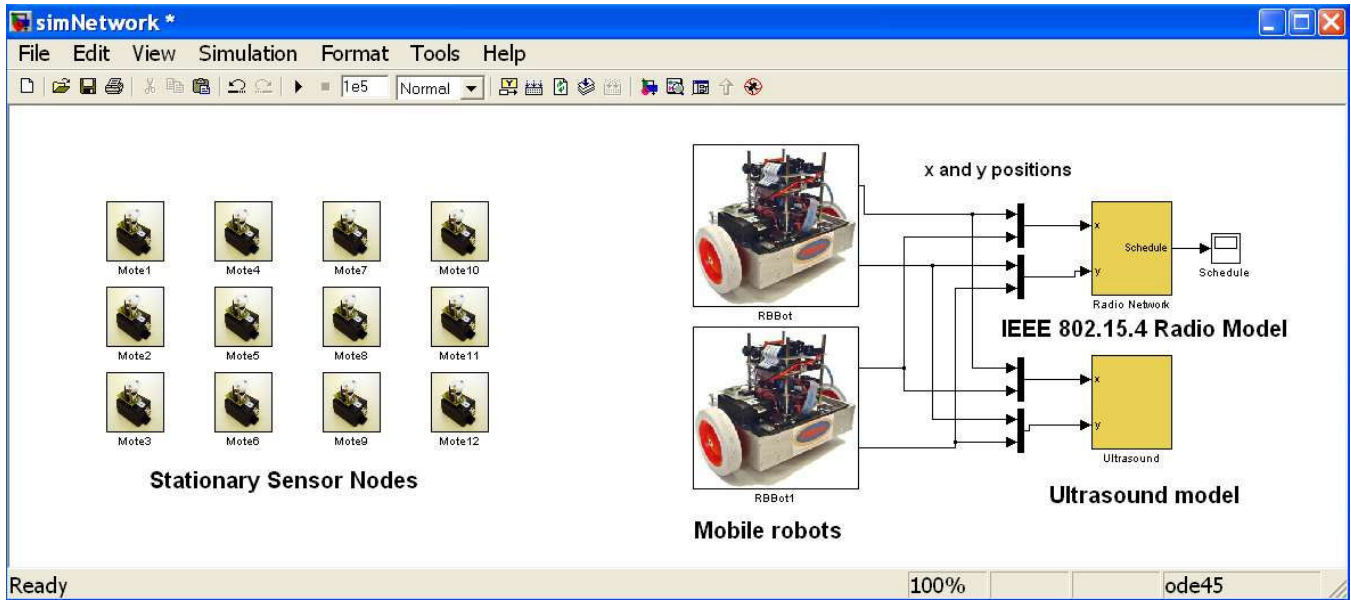 simNetwork *
File Edit View Simulation Format Tools Help
1e5 Normal
x and y positions
Mote1 Mote4 Mote7 Mote10
Mote2 Mote5 Mote8 Mote11
Mote3 Mote6 Mote9 Mote12
Stationary Sensor Nodes
RBBot
RBBot1
Mobile robots
x
y
Schedule
Radio Network
Schedule
IEEE 802.15.4 Radio Model
x
y
Ultrasound
Ultrasound model
Ready 100% ode45